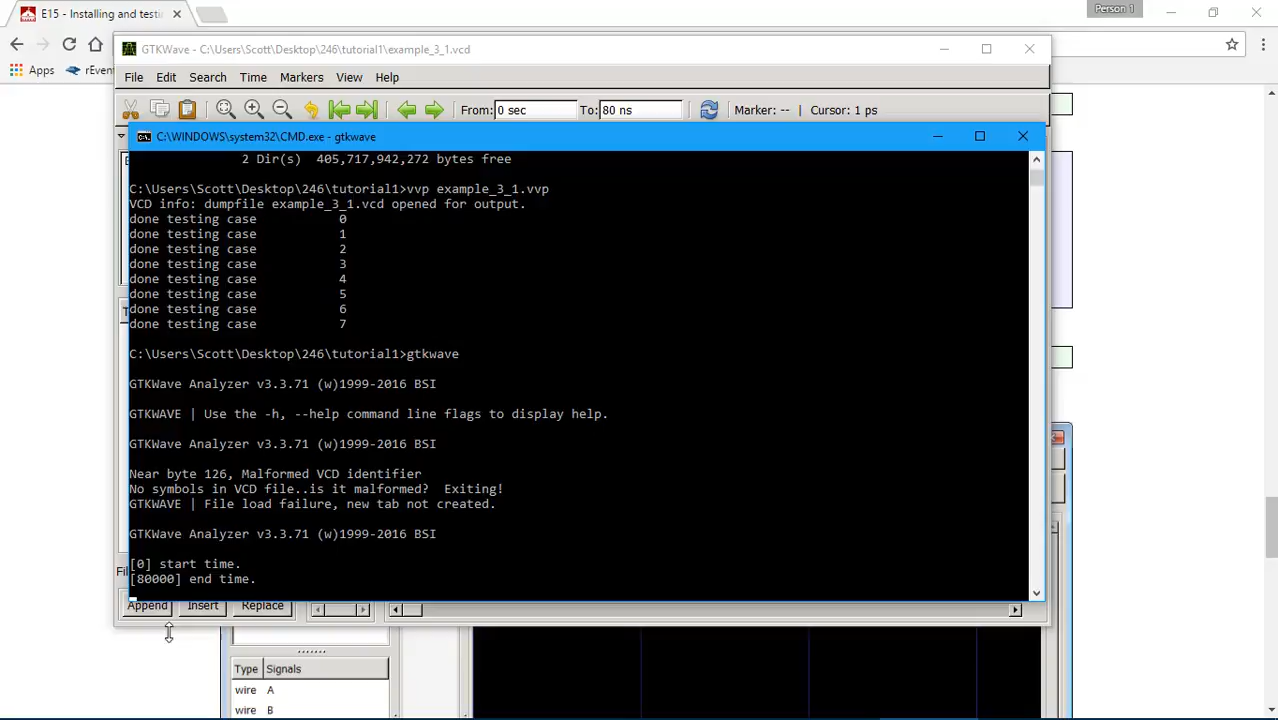 E15 - Installing and testi
Person 1
Apps
rEvent
GTKWave - C:\Users\Scott\Desktop\246\tutorial1\example_3_1.vcd
File Edit Search Time Markers View Help
From: 0 sec To: 80 ns Marker: -- | Cursor: 1 ps
C:\WINDOWS\system32\CMD.exe - gtkwave
2 Dir(s) 405,717,942,272 bytes free
C:\Users\Scott\Desktop\246\tutorial1>vvp example_3_1.vvp
VCD info: dumpfile example_3_1.vcd opened for output.
done testing case 0
done testing case 1
done testing case 2
done testing case 3
done testing case 4
done testing case 5
done testing case 6
done testing case 7
C:\Users\Scott\Desktop\246\tutorial1>gtkwave
GTKWave Analyzer v3.3.71 (w)1999-2016 BSI
GTKWAVE | Use the -h, --help command line flags to display help.
GTKWave Analyzer v3.3.71 (w)1999-2016 BSI
Near byte 126, Malformed VCD identifier
No symbols in VCD file..is it malformed? Exiting!
GTKWAVE | File load failure, new tab not created.
GTKWave Analyzer v3.3.71 (w)1999-2016 BSI
[0] start time.
[80000] end time.
Append Insert Replace
Type Signals
wire A
wire B